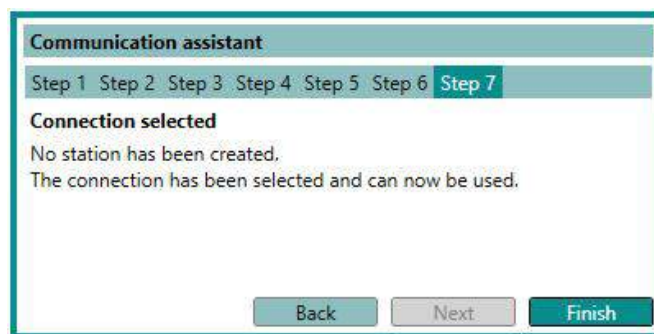 Communication assistant
Step 1 Step 2 Step 3 Step 4 Step 5 Step 6 Step 7
Connection selected
No station has been created.
The connection has been selected and can now be used.
Back Next Finish